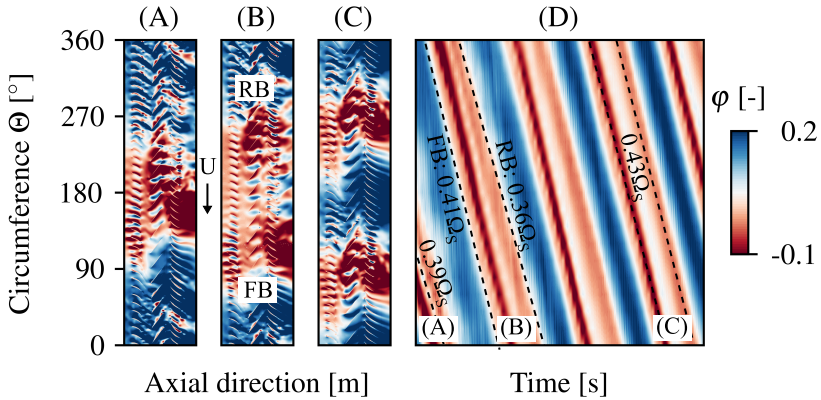 (A) (B) (C) (D)
Circumference Θ [°]
360
270
180
90
0
RB
FB
U
FB: 0.41Ωs
RB: 0.36Ωs
0.43Ωs
0.39Ωs
(A) (B) (C)
φ [-]
0.2
-0.1
Axial direction [m]
Time [s]